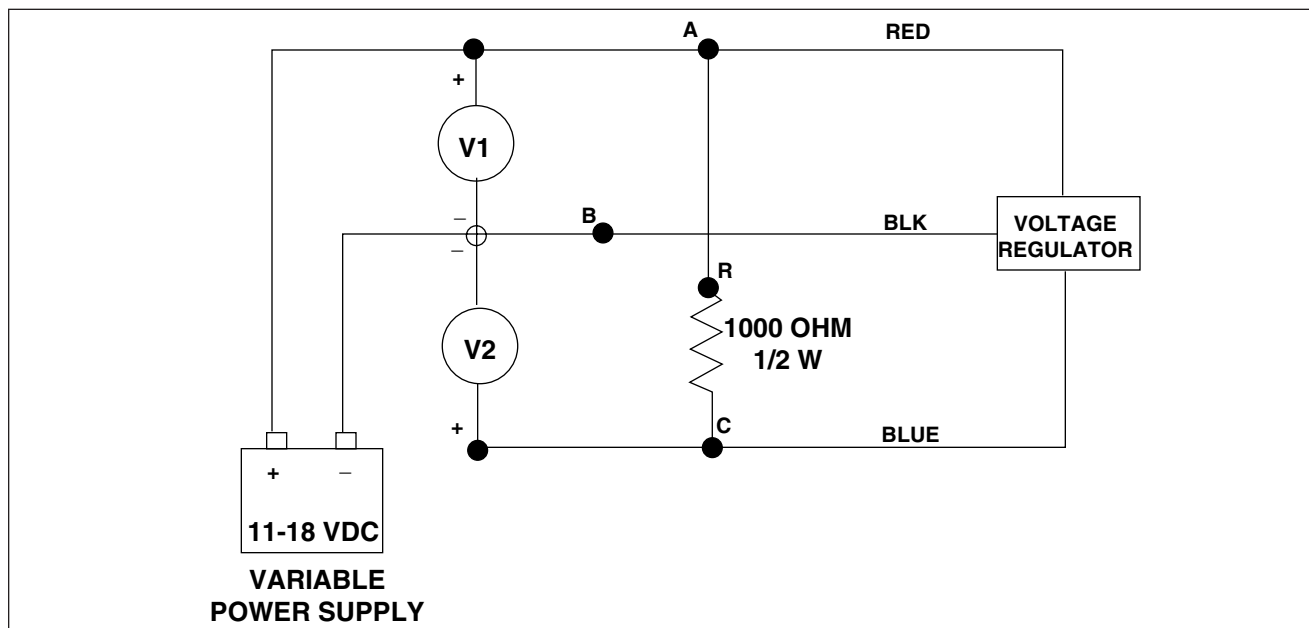 A
RED
+
V1
–
B
BLK
–
VOLTAGE
REGULATOR
R
1000 OHM
1/2 W
V2
+
C
BLUE
+ –
11-18 VDC
VARIABLE
POWER SUPPLY